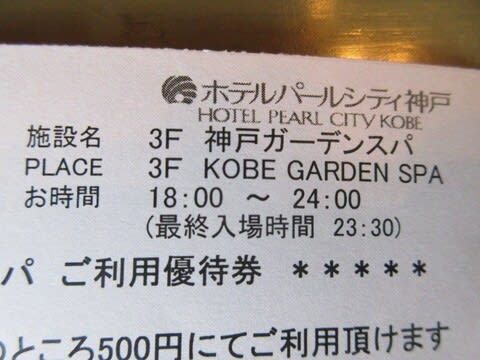 ホテルパールシティ神戸
HOTEL PEARL CITY KOBE
施設名 3F 神戸ガーデンスパ
PLACE 3F KOBE GARDEN SPA
お時間 18:00 ~ 24:00
(最終入場時間 23:30)
パ ご利用優待券 *****
のところ500円にてご利用頂けます